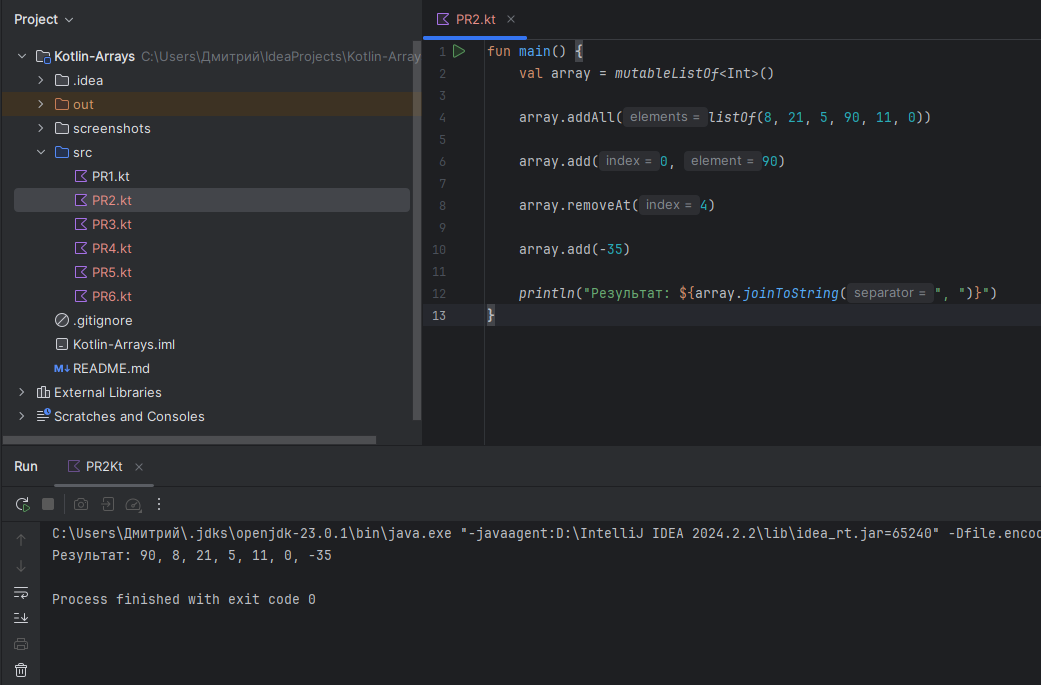 Project
Kotlin-Arrays C:\Users\Дмитрий\IdeaProjects\Kotlin-Array
.idea
out
screenshots
src
PR1.kt
PR2.kt
PR3.kt
PR4.kt
PR5.kt
PR6.kt
.gitignore
Kotlin-Arrays.iml
M↓ README.md
External Libraries
Scratches and Consoles
PR2.kt
1 fun main() {
2 val array = mutableListOf<Int>()
3
4 array.addAll( elements = listOf(8, 21, 5, 90, 11, 0))
5
6 array.add( index = 0, element = 90)
7
8 array.removeAt( index = 4)
9
10 array.add(-35)
11
12 println("Результат: ${array.joinToString( separator = ", ")}")
13 }
Run PR2Kt
C:\Users\Дмитрий\.jdks\openjdk-23.0.1\bin\java.exe "-javaagent:D:\IntelliJ IDEA 2024.2.2\lib\idea_rt.jar=65240" -Dfile.enco
Результат: 90, 8, 21, 5, 11, 0, -35
Process finished with exit code 0